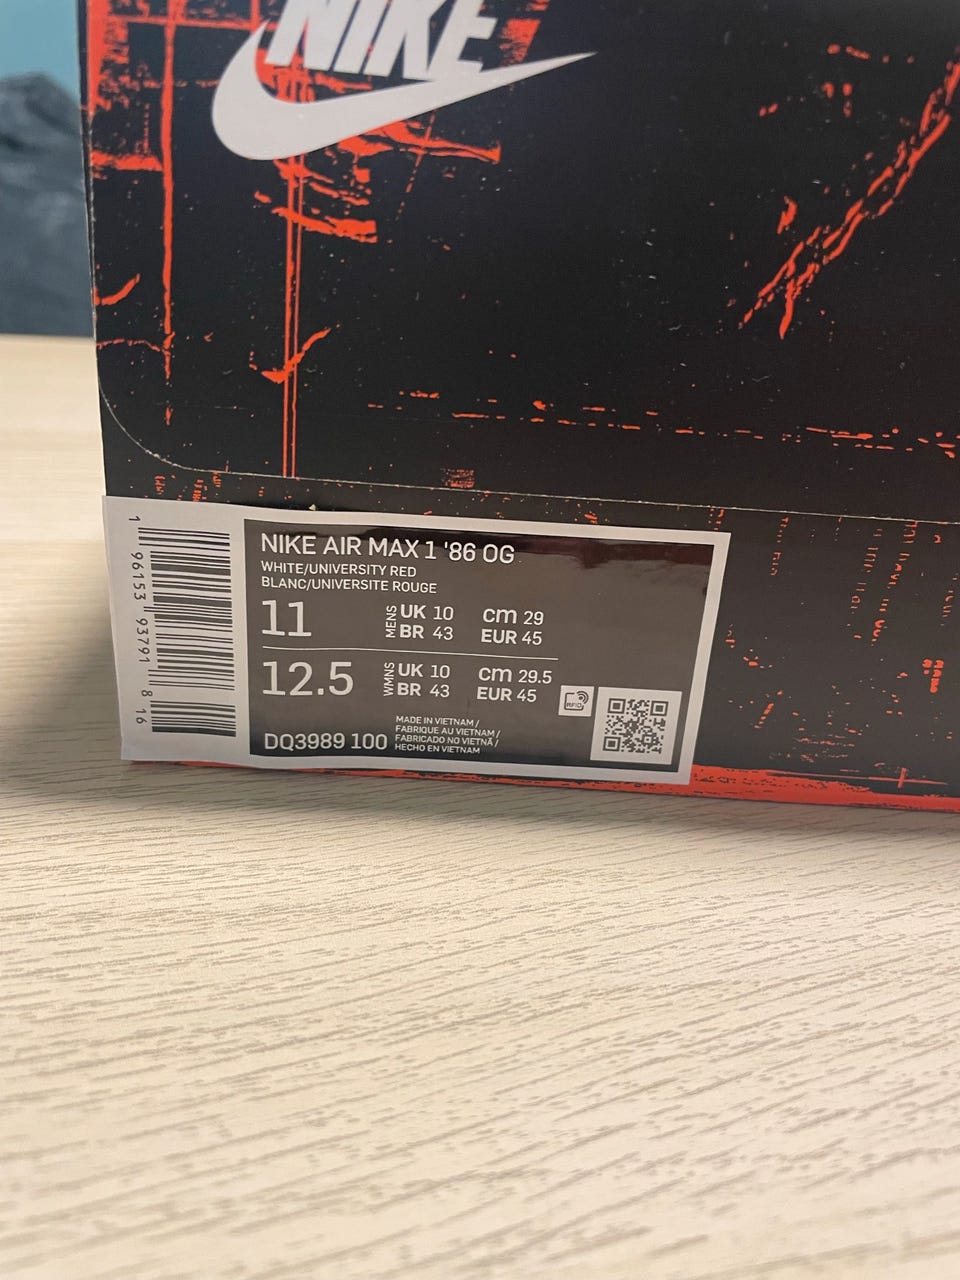 NIKE
NIKE AIR MAX 1 '86 OG
WHITE/UNIVERSITY RED
BLANC/UNIVERSITE ROUGE
11 MENS UK 10 cm 29
BR 43 EUR 45
12.5 WMNS UK 10 cm 29.5
BR 43 EUR 45
RFID
DQ3989 100
MADE IN VIETNAM /
FABRIQUE AU VIETNAM /
FABRICADO NO VIETNÃ /
HECHO EN VIETNAM
1 96153 93791 8 16